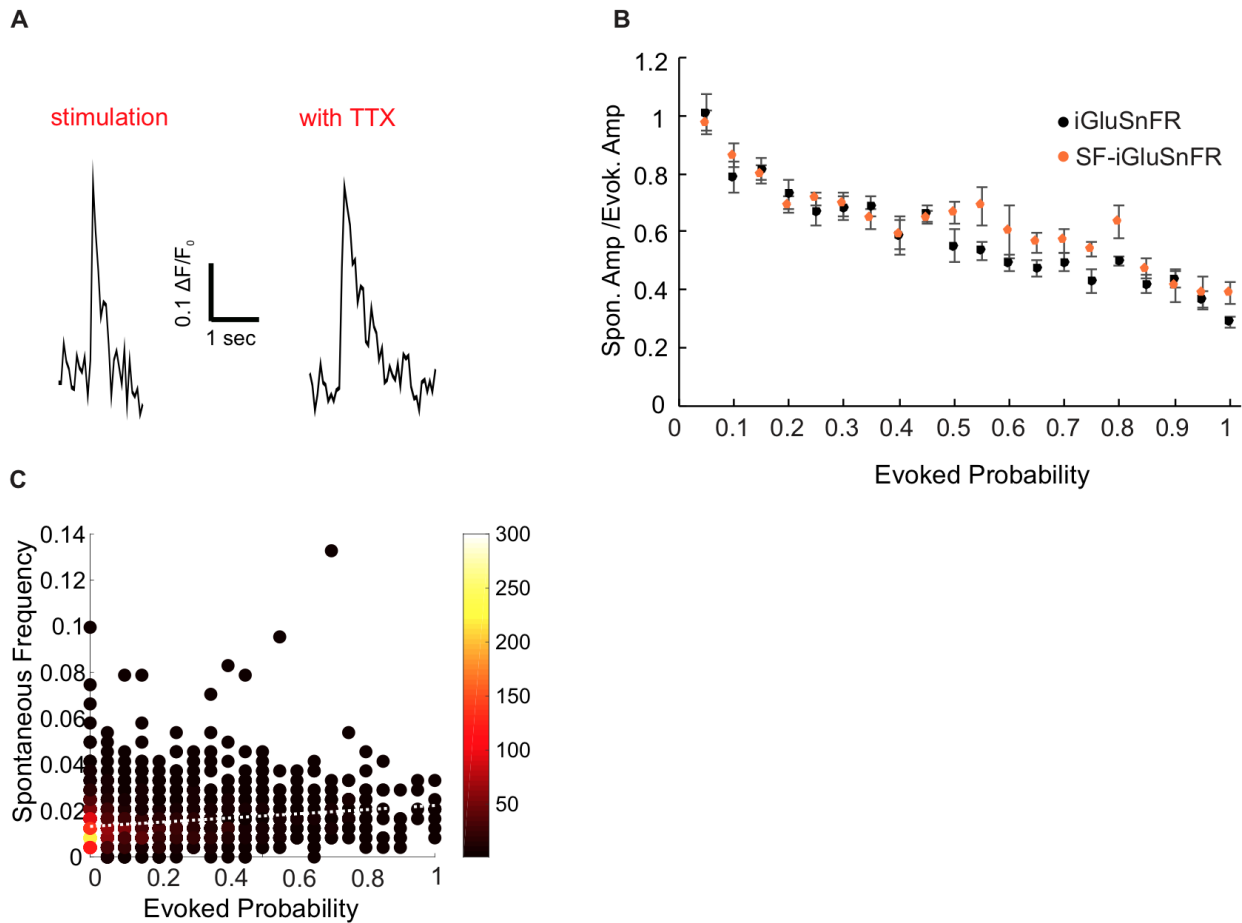 A
stimulation
with TTX
0.1 ΔF/F0
1 sec
B
1.2
1
0.8
0.6
0.4
0.2
0
Spon. Amp /Evok. Amp
iGluSnFR
SF-iGluSnFR
0 0.1 0.2 0.3 0.4 0.5 0.6 0.7 0.8 0.9 1
Evoked Probability
C
0.14
0.12
0.1
0.08
0.06
0.04
0.02
0
Spontaneous Frequency
0 0.2 0.4 0.6 0.8 1
Evoked Probability
300
250
200
150
100
50